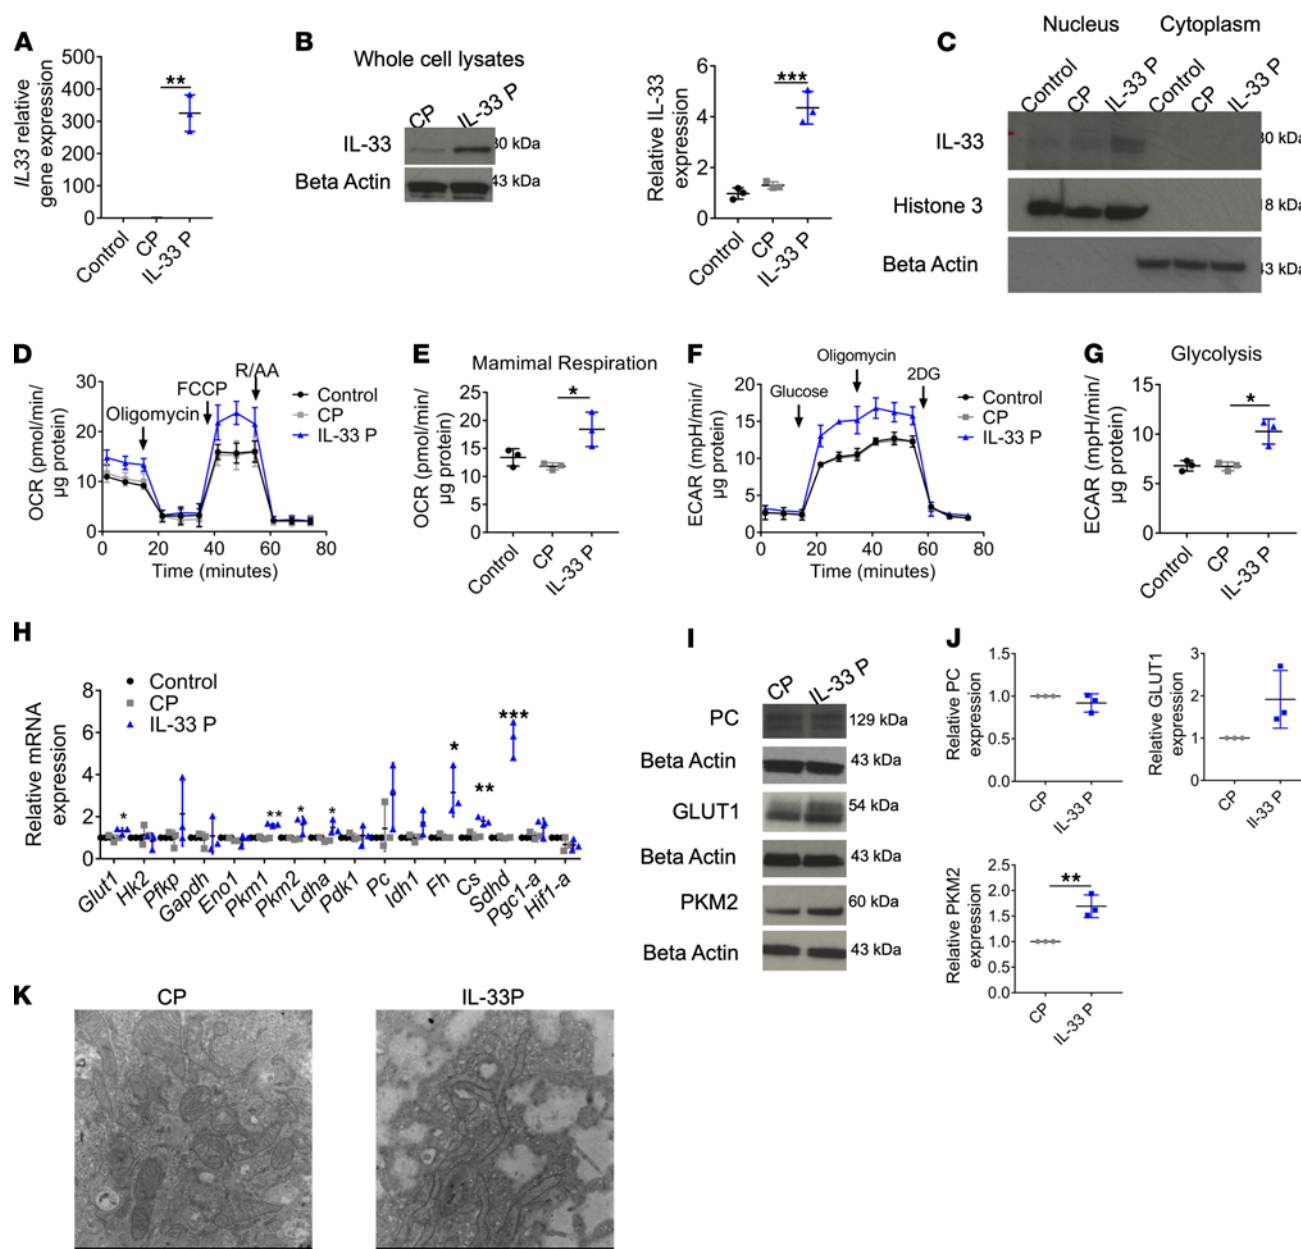 A
IL33 relative
gene expression
500
400
300
200
100
0
**
Control
CP
IL-33 P
B
Whole cell lysates
CP
IL-33 P
IL-33
30 kDa
Beta Actin
43 kDa
Relative IL-33
expression
6
4
2
0
***
Control
CP
IL-33 P
C
Nucleus
Cytoplasm
Control
CP
IL-33 P
Control
CP
IL-33 P
IL-33
30 kDa
Histone 3
18 kDa
Beta Actin
43 kDa
D
OCR (pmol/min/
µg protein)
30
20
10
0
Oligomycin
FCCP
R/AA
Control
CP
IL-33 P
0
20
40
60
80
Time (minutes)
E
Mamimal Respiration
OCR (pmol/min/
µg protein)
25
20
15
10
5
0
*
Control
CP
IL-33 P
F
ECAR (mpH/min/
µg protein)
20
15
10
5
0
Glucose
Oligomycin
2DG
Control
CP
IL-33 P
0
20
40
60
80
Time (minutes)
G
Glycolysis
ECAR (mpH/min/
µg protein)
15
10
5
0
*
Control
CP
IL-33 P
H
Relative mRNA
expression
8
6
4
2
0
Control
CP
IL-33 P
*
**
*
*
*
**
***
Glut1
Hk2
Pfkp
Gapdh
Eno1
Pkm1
Pkm2
Ldha
Pdk1
Pc
Idh1
Fh
Cs
Sdhd
Pgc1-a
Hif1-a
I
CP
IL-33 P
PC
129 kDa
Beta Actin
43 kDa
GLUT1
54 kDa
Beta Actin
43 kDa
PKM2
60 kDa
Beta Actin
43 kDa
J
Relative PC
expression
1.5
1.0
0.5
0.0
CP
IL-33 P
Relative GLUT1
expression
3
2
1
0
CP
Il-33 P
Relative PKM2
expression
2.5
2.0
1.5
1.0
0.5
0.0
**
CP
IL-33 P
K
CP
IL-33P